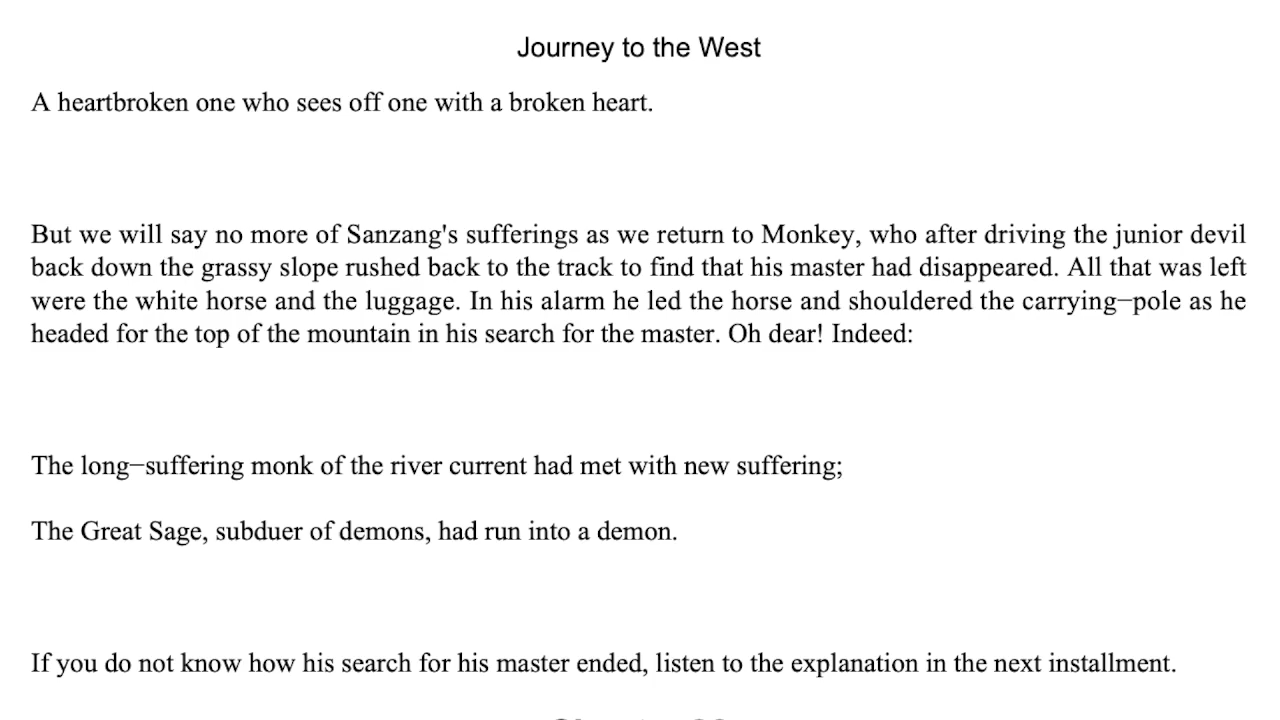 Journey to the West
A heartbroken one who sees off one with a broken heart.
But we will say no more of Sanzang's sufferings as we return to Monkey, who after driving the junior devil
back down the grassy slope rushed back to the track to find that his master had disappeared. All that was left
were the white horse and the luggage. In his alarm he led the horse and shouldered the carrying−pole as he
headed for the top of the mountain in his search for the master. Oh dear! Indeed:
The long−suffering monk of the river current had met with new suffering;
The Great Sage, subduer of demons, had run into a demon.
If you do not know how his search for his master ended, listen to the explanation in the next installment.